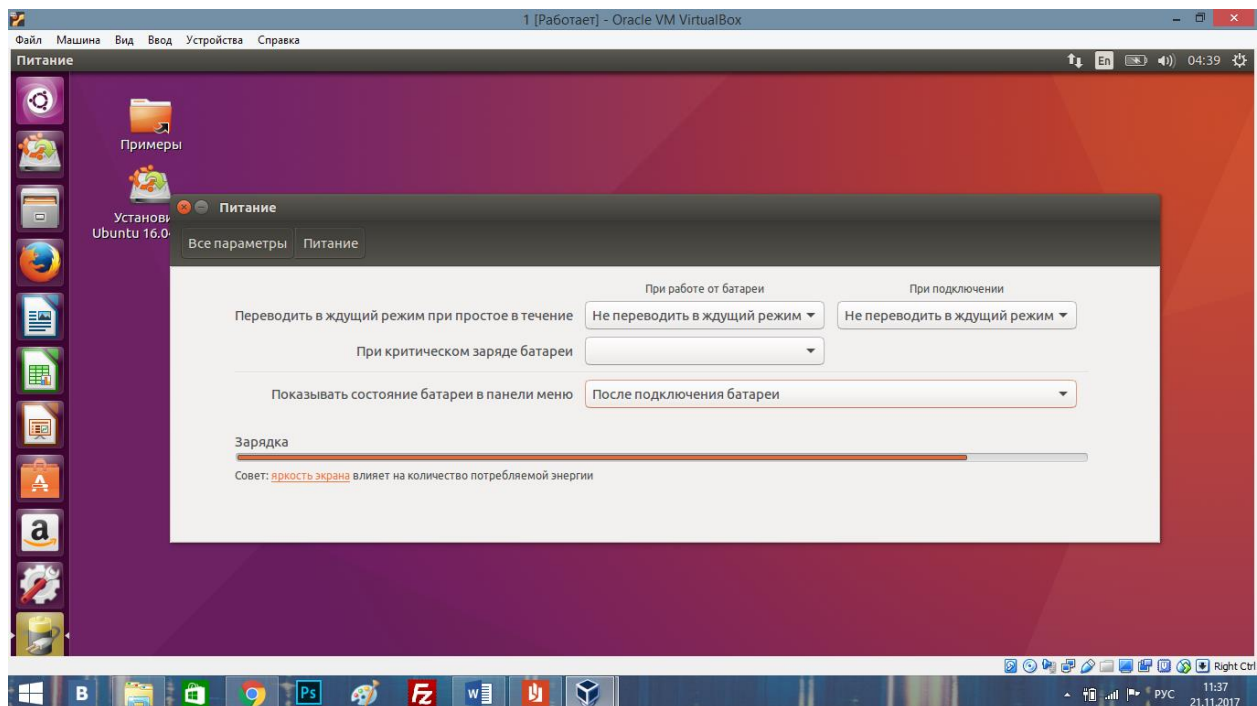 1 [Работает] - Oracle VM VirtualBox
Файл Машина Вид Ввод Устройства Справка
Питание En 04:39
Примеры
Установи
Ubuntu 16.0
Питание
Все параметры Питание
При работе от батареи При подключении
Переводить в ждущий режим при простое в течение Не переводить в ждущий режим Не переводить в ждущий режим
При критическом заряде батареи
Показывать состояние батареи в панели меню После подключения батареи
Зарядка
Совет: яркость экрана влияет на количество потребляемой энергии
a
Right Ctrl
B Ps Fz W РУС 11:37
21.11.2017